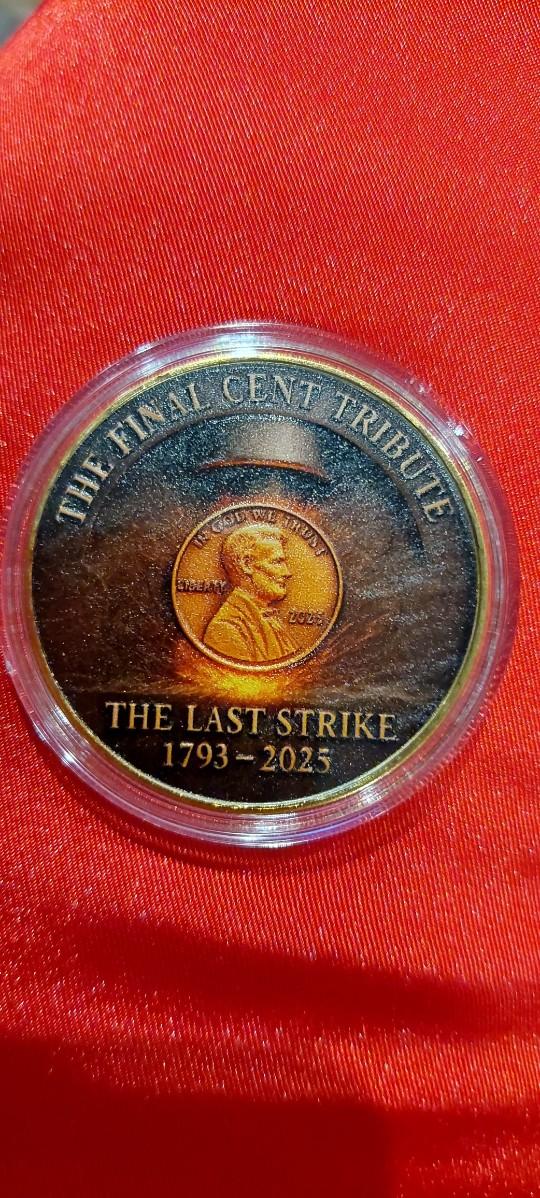 THE FINAL CENT TRIBUTE
IN GOD WE TRUST
LIBERTY
2025
THE LAST STRIKE
1793-2025